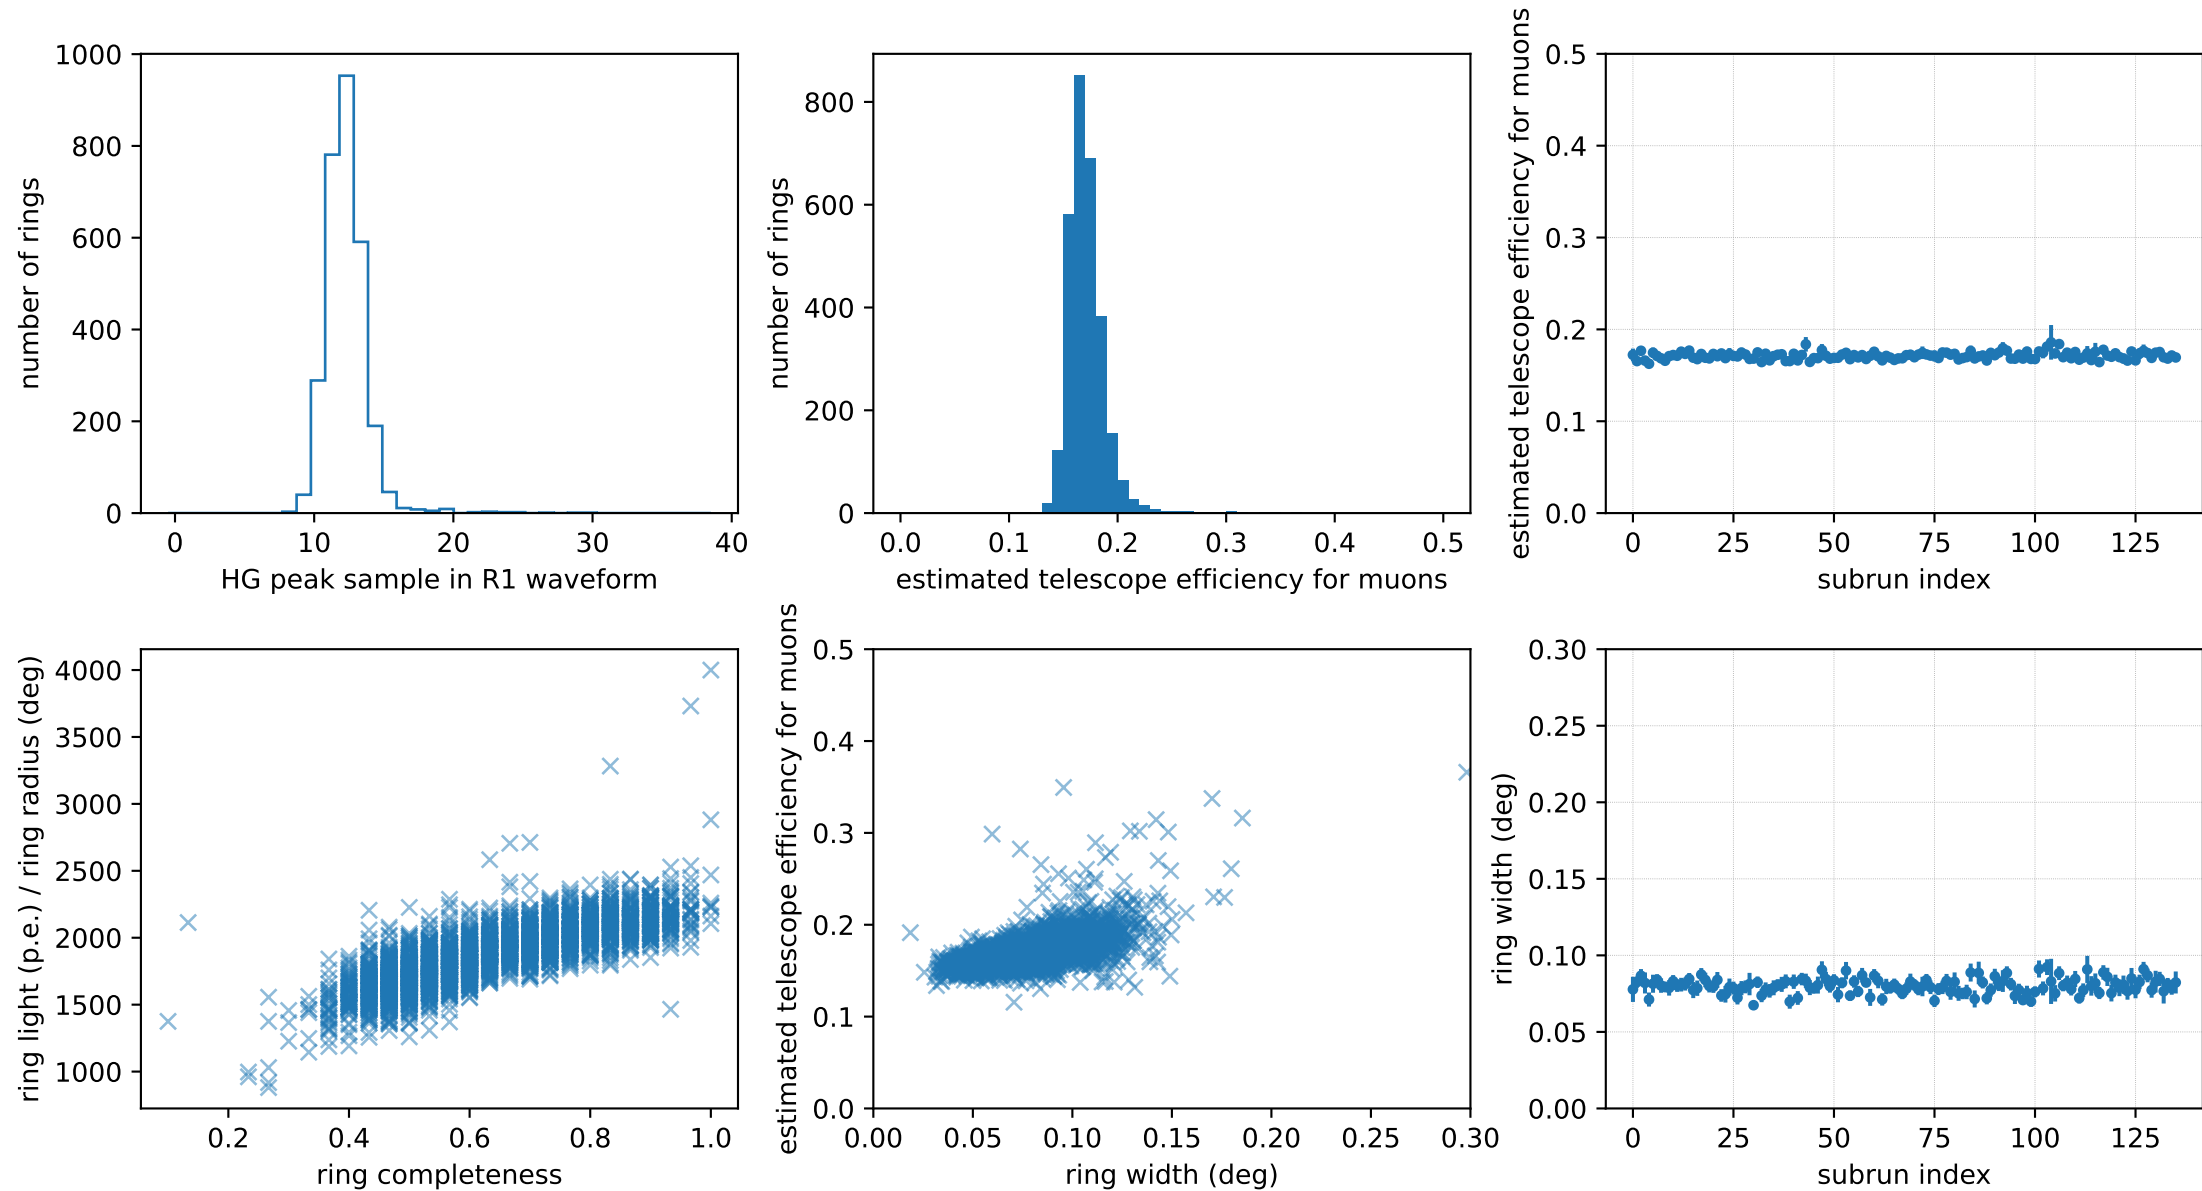 1000
800
600
400
200
0
number of rings
0 10 20 30 40
HG peak sample in R1 waveform
800
600
400
200
0
number of rings
0.0 0.1 0.2 0.3 0.4 0.5
estimated telescope efficiency for muons
0.5
0.4
0.3
0.2
0.1
0.0
estimated telescope efficiency for muons
0 25 50 75 100 125
subrun index
4000
3500
3000
2500
2000
1500
1000
ring light (p.e.) / ring radius (deg)
0.2 0.4 0.6 0.8 1.0
ring completeness
0.5
0.4
0.3
0.2
0.1
0.0
estimated telescope efficiency for muons
0.00 0.05 0.10 0.15 0.20 0.25 0.30
ring width (deg)
0.30
0.25
0.20
0.15
0.10
0.05
0.00
ring width (deg)
0 25 50 75 100 125
subrun index